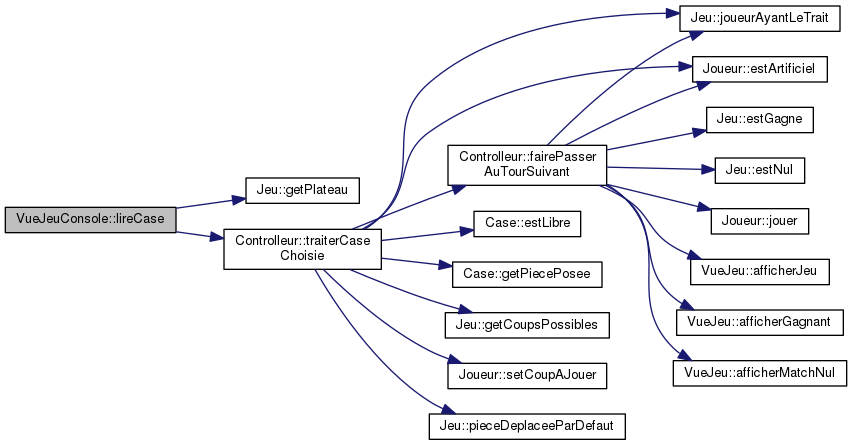 VueJeuConsole::lireCase
Jeu::getPlateau
Controlleur::traiterCase
Choisie
Controlleur::fairePasser
AuTourSuivant
Case::estLibre
Case::getPiecePosee
Jeu::getCoupsPossibles
Joueur::setCoupAJouer
Jeu::pieceDeplaceeParDefaut
Jeu::joueurAyantLeTrait
Joueur::estArtificiel
Jeu::estGagne
Jeu::estNul
Joueur::jouer
VueJeu::afficherJeu
VueJeu::afficherGagnant
VueJeu::afficherMatchNul